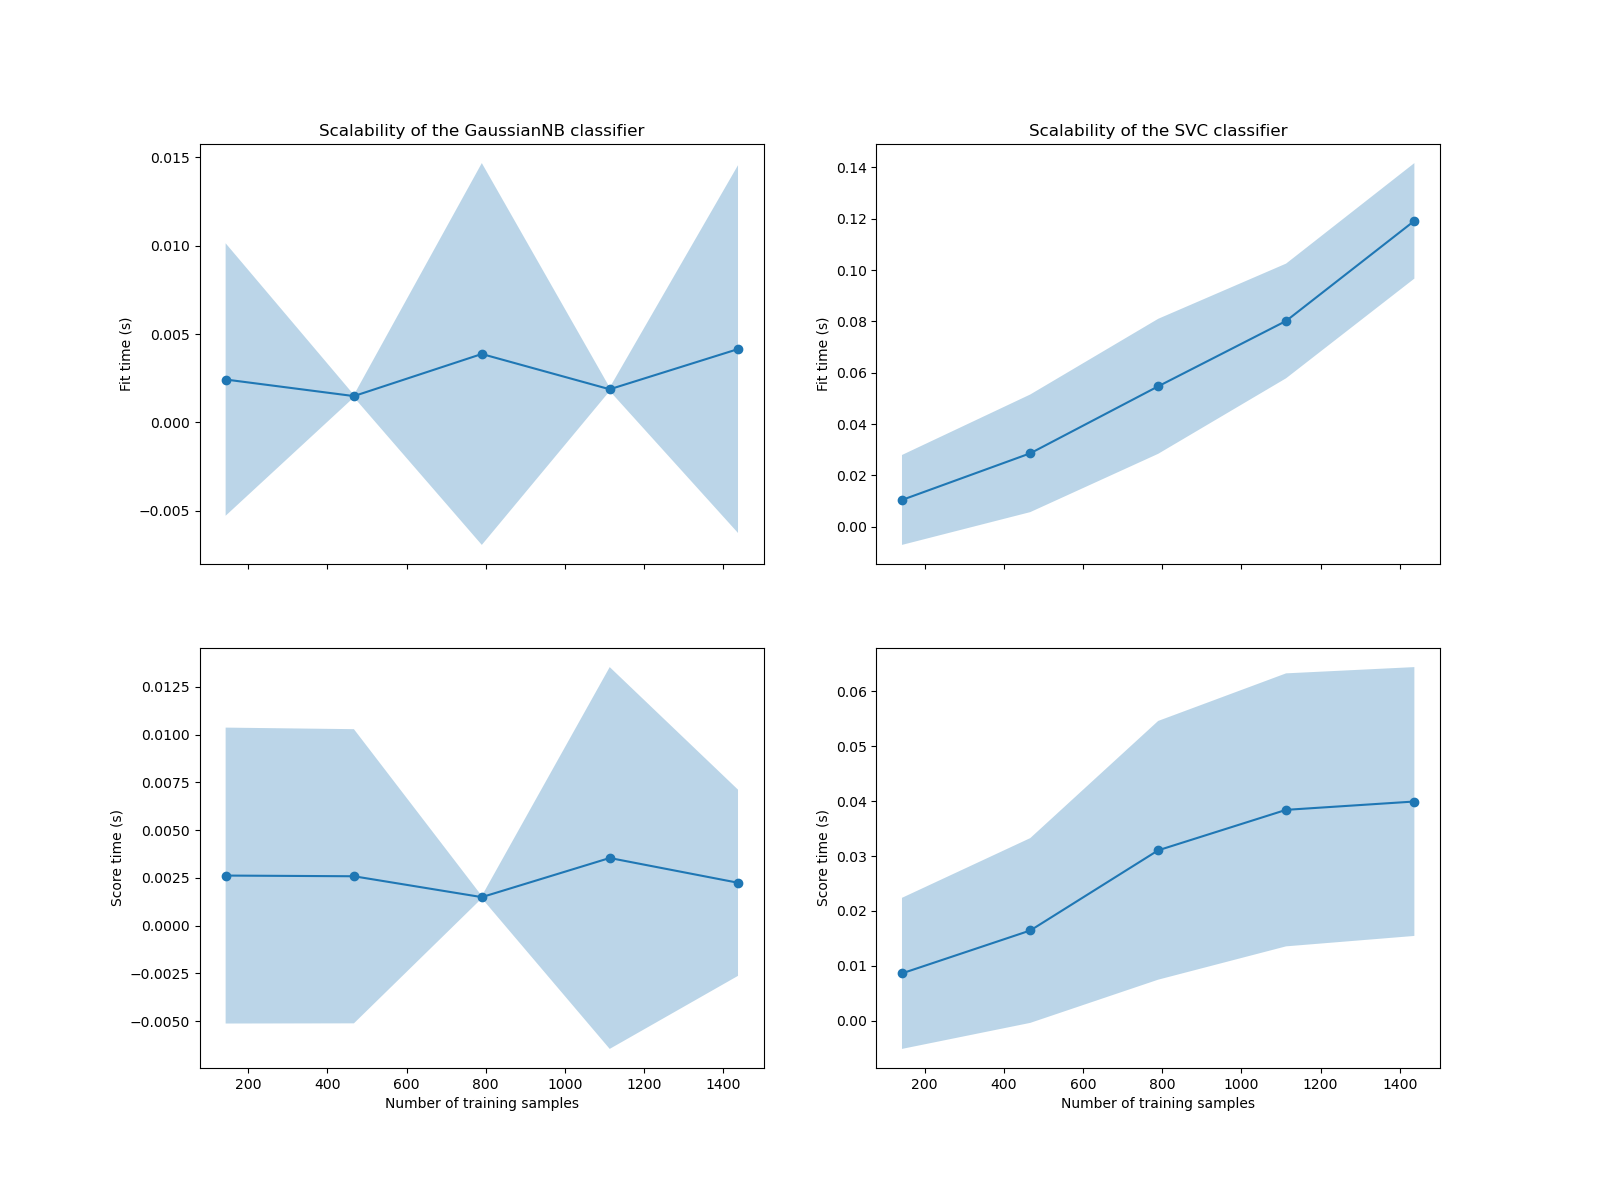 Scalability of the GaussianNB classifier
0.015
0.010
0.005
0.000
−0.005
Fit time (s)
Scalability of the SVC classifier
0.14
0.12
0.10
0.08
0.06
0.04
0.02
0.00
Fit time (s)
0.0125
0.0100
0.0075
0.0050
0.0025
0.0000
−0.0025
−0.0050
Score time (s)
200 400 600 800 1000 1200 1400
Number of training samples
0.06
0.05
0.04
0.03
0.02
0.01
0.00
Score time (s)
200 400 600 800 1000 1200 1400
Number of training samples